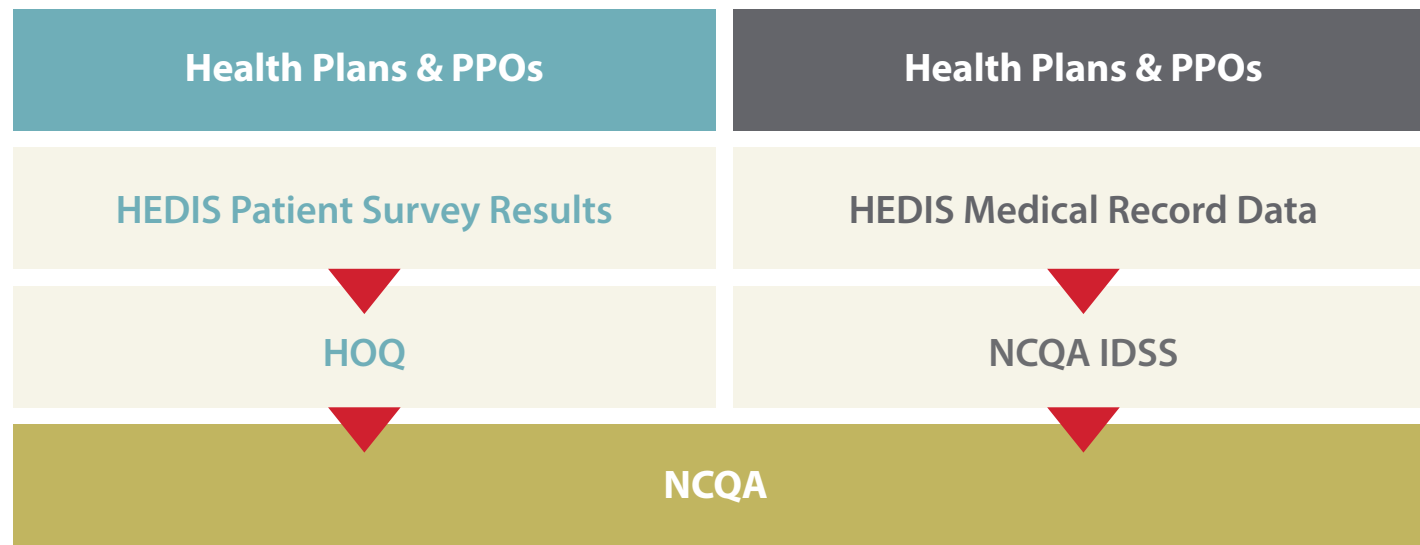 Health Plans & PPOs
Health Plans & PPOs
HEDIS Patient Survey Results
HEDIS Medical Record Data
HOQ
NCQA IDSS
NCQA